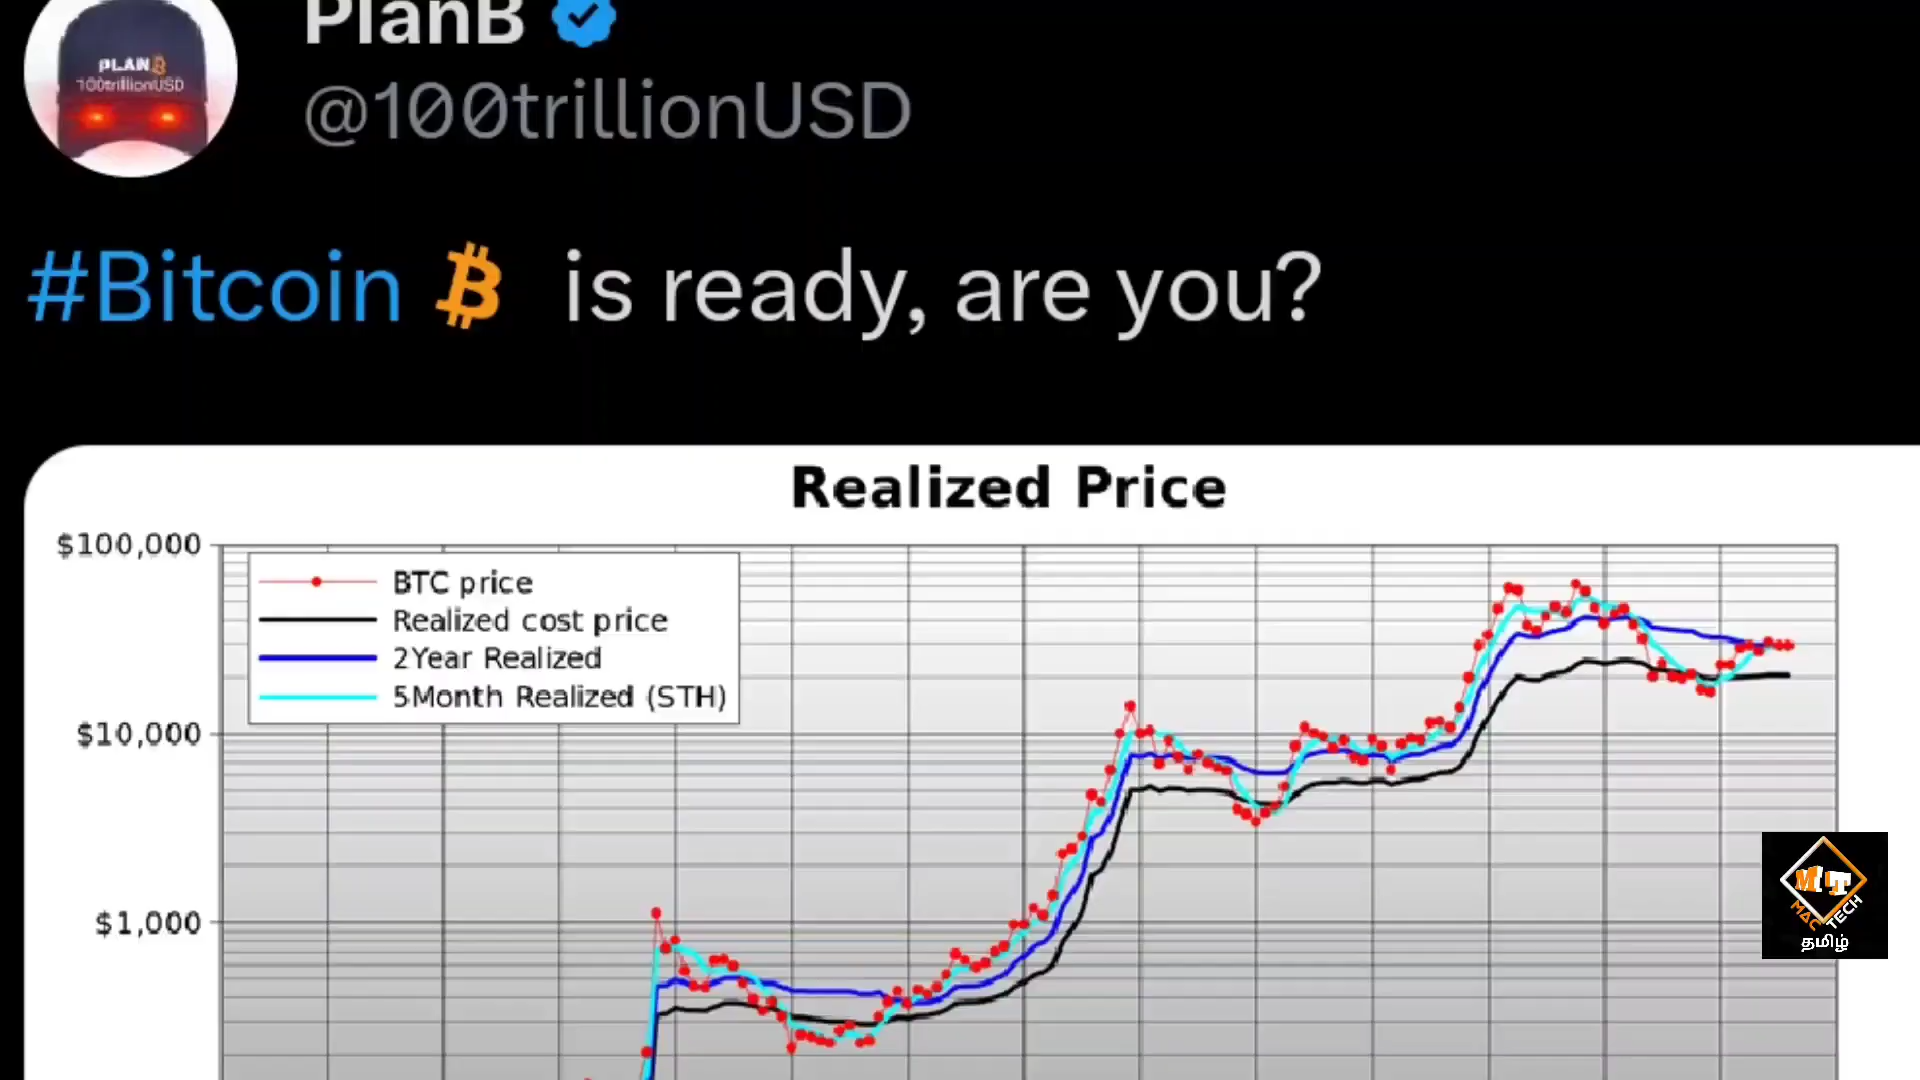 PlanB
PLAN₿
100trillionUSD
@100trillionUSD
#Bitcoin ₿ is ready, are you?
Realized Price
$100,000
BTC price
Realized cost price
2Year Realized
5Month Realized (STH)
$10,000
$1,000
MIT
MAC TECH
தமிழ்